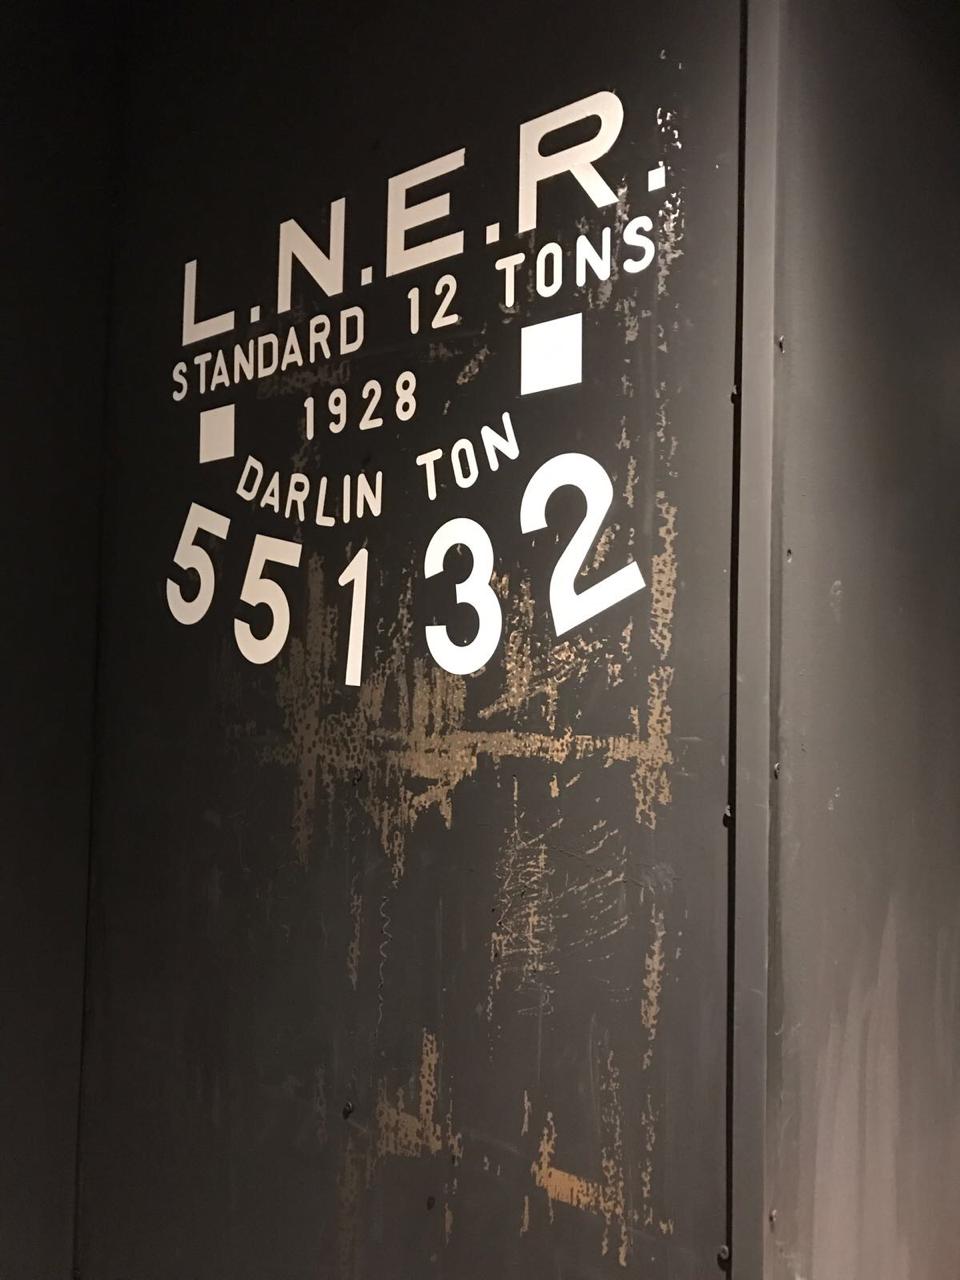 L.N.E.R.
STANDARD 12 TONS
1928
DARLIN TON
55132